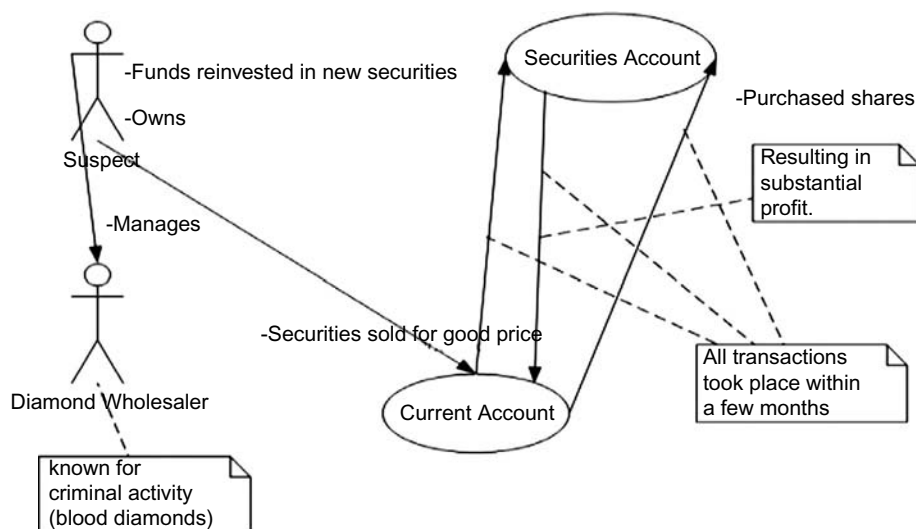 Securities Account
-Funds reinvested in new securities
-Purchased shares
-Owns
Suspect
Resulting in
substantial
profit.
-Manages
-Securities sold for good price
All transactions
took place within
a few months
Diamond Wholesaler
Current Account
known for
criminal activity
(blood diamonds)